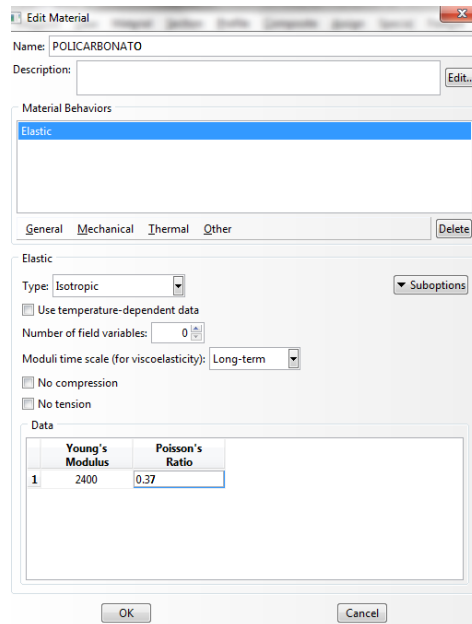 Edit Material
Name: POLICARBONATO
Description:
Edit..
Material Behaviors
Elastic
General Mechanical Thermal Other Delete
Elastic
Type: Isotropic Suboptions
Use temperature-dependent data
Number of field variables: 0
Moduli time scale (for viscoelasticity): Long-term
No compression
No tension
Data
Young's Poisson's
Modulus Ratio
1 2400 0.37
OK Cancel